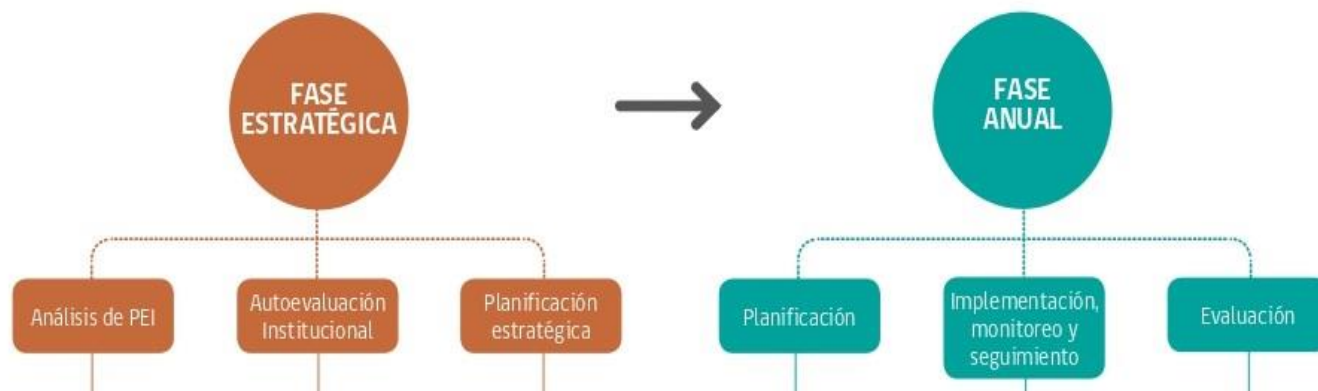 FASE
ESTRATÉGICA
FASE
ANUAL
Análisis de PEI
Autoevaluación
Institucional
Planificación
estratégica
Planificación
Implementación,
monitoreo y
seguimiento
Evaluación